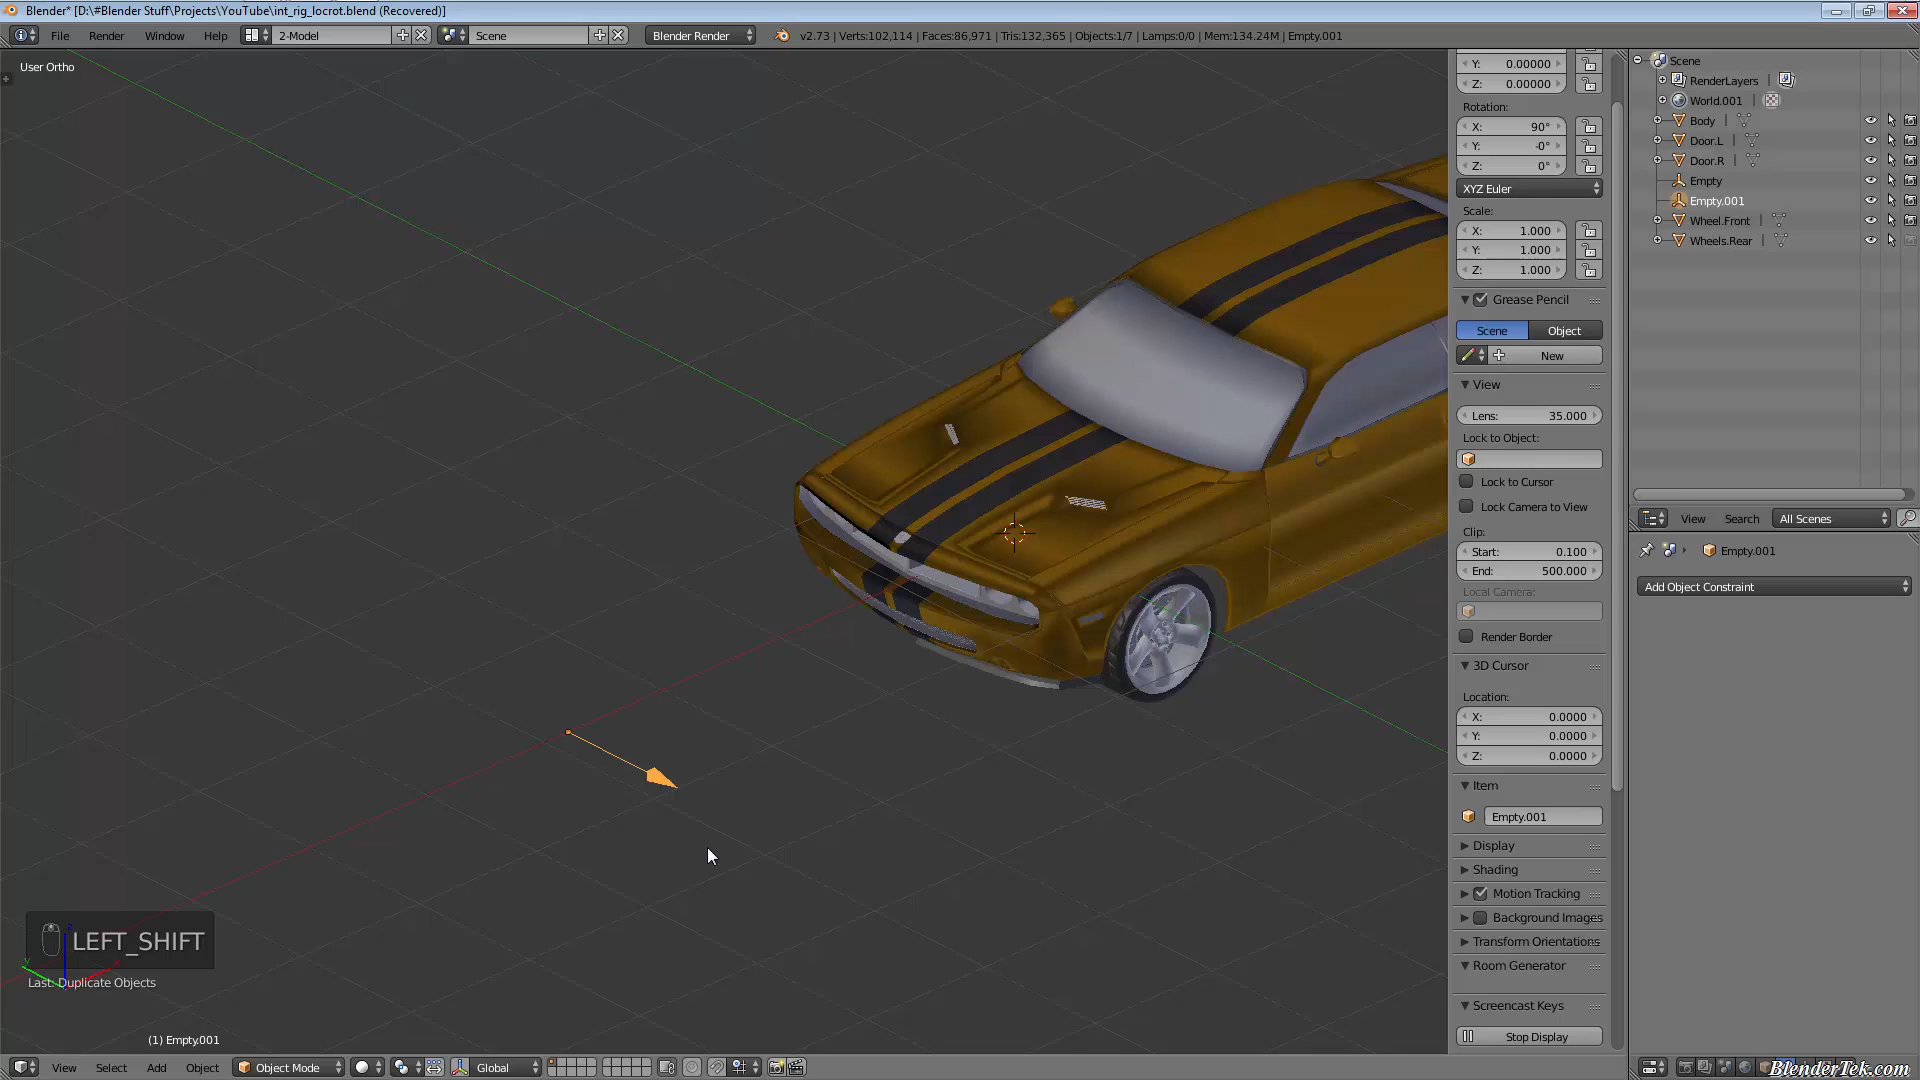 Blender* [D:\#Blender Stuff\Projects\YouTube\int_rig_locrot.blend (Recovered)]
File Render Window Help 2-Model Scene Blender Render v2.73 | Verts:102,114 | Faces:86,971 | Tris:132,365 | Objects:1/7 | Lamps:0/0 | Mem:134.24M | Empty.001
User Ortho
Y: 0.00000
Z: 0.00000
Rotation:
X: 90°
Y: -0°
Z: 0°
XYZ Euler
Scale:
X: 1.000
Y: 1.000
Z: 1.000
Grease Pencil
Scene Object
New
View
Lens: 35.000
Lock to Object:
Lock to Cursor
Lock Camera to View
Clip:
Start: 0.100
End: 500.000
Local Camera:
Render Border
3D Cursor
Location:
X: 0.0000
Y: 0.0000
Z: 0.0000
Item
Empty.001
Display
Shading
Motion Tracking
Background Images
Transform Orientations
Room Generator
Screencast Keys
Stop Display
Scene
RenderLayers |
World.001 |
Body |
Door.L |
Door.R |
Empty
Empty.001
Wheel.Front |
Wheels.Rear |
View Search All Scenes
Empty.001
Add Object Constraint
LEFT_SHIFT
Last: Duplicate Objects
(1) Empty.001
View Select Add Object Object Mode Global
BlenderTek.com